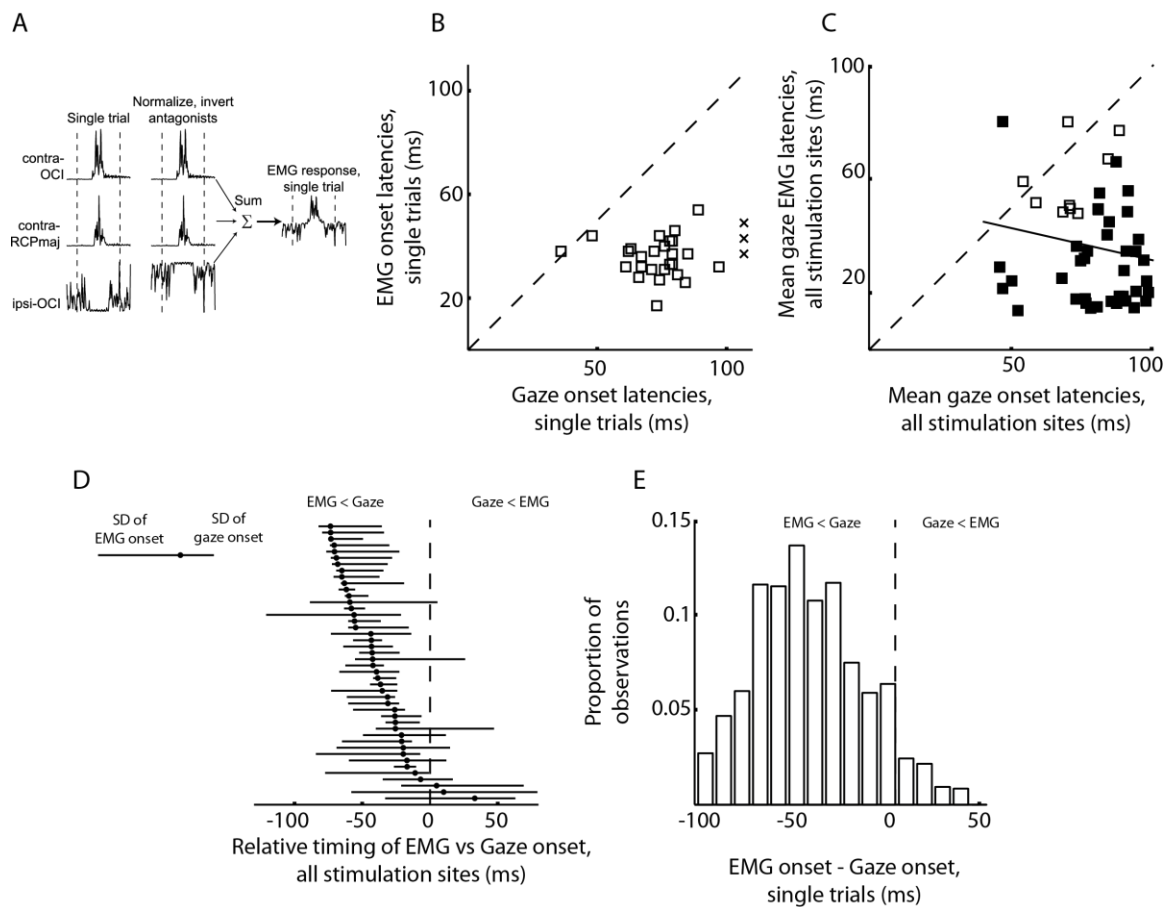 A
Single trial
Normalize, invert
antagonists
contra-
OCI
contra-
RCPmaj
ipsi-OCI
Sum
Σ
EMG response,
single trial
B
EMG onset latencies,
single trials (ms)
100
60
20
50
100
Gaze onset latencies,
single trials (ms)
C
Mean gaze EMG latencies,
all stimulation sites (ms)
100
60
20
50
100
Mean gaze onset latencies,
all stimulation sites (ms)
D
SD of
EMG onset
SD of
gaze onset
EMG < Gaze
Gaze < EMG
-100
-50
0
50
Relative timing of EMG vs Gaze onset,
all stimulation sites (ms)
E
EMG < Gaze
Gaze < EMG
Proportion of
observations
0.15
0.1
0.05
-100
-50
0
50
EMG onset - Gaze onset,
single trials (ms)